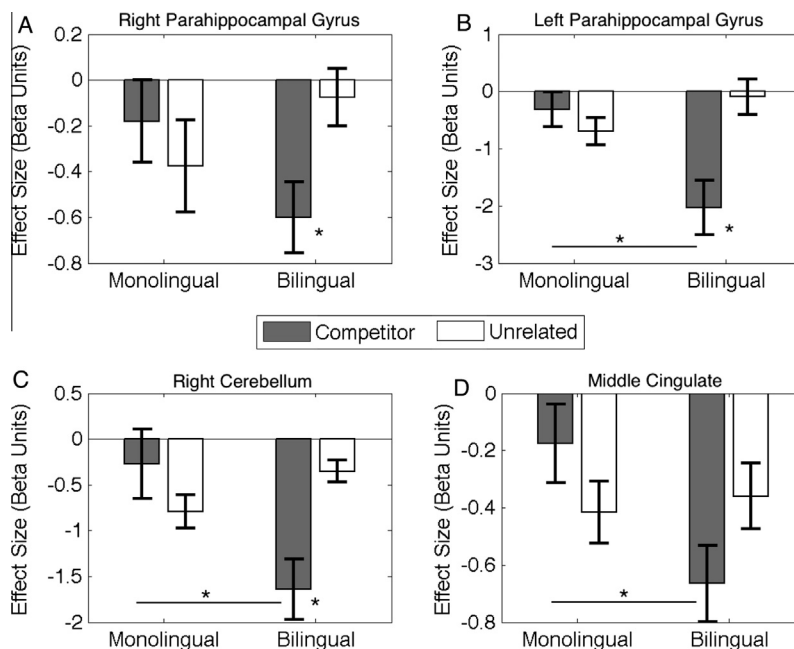 A
Right Parahippocampal Gyrus
Effect Size (Beta Units)
0.2
0
-0.2
-0.4
-0.6
-0.8
*
Monolingual
Bilingual
B
Left Parahippocampal Gyrus
Effect Size (Beta Units)
1
0
-1
-2
-3
*
*
Monolingual
Bilingual
Competitor
Unrelated
C
Right Cerebellum
Effect Size (Beta Units)
0.5
0
-0.5
-1
-1.5
-2
*
*
Monolingual
Bilingual
D
Middle Cingulate
Effect Size (Beta Units)
0
-0.2
-0.4
-0.6
-0.8
*
Monolingual
Bilingual